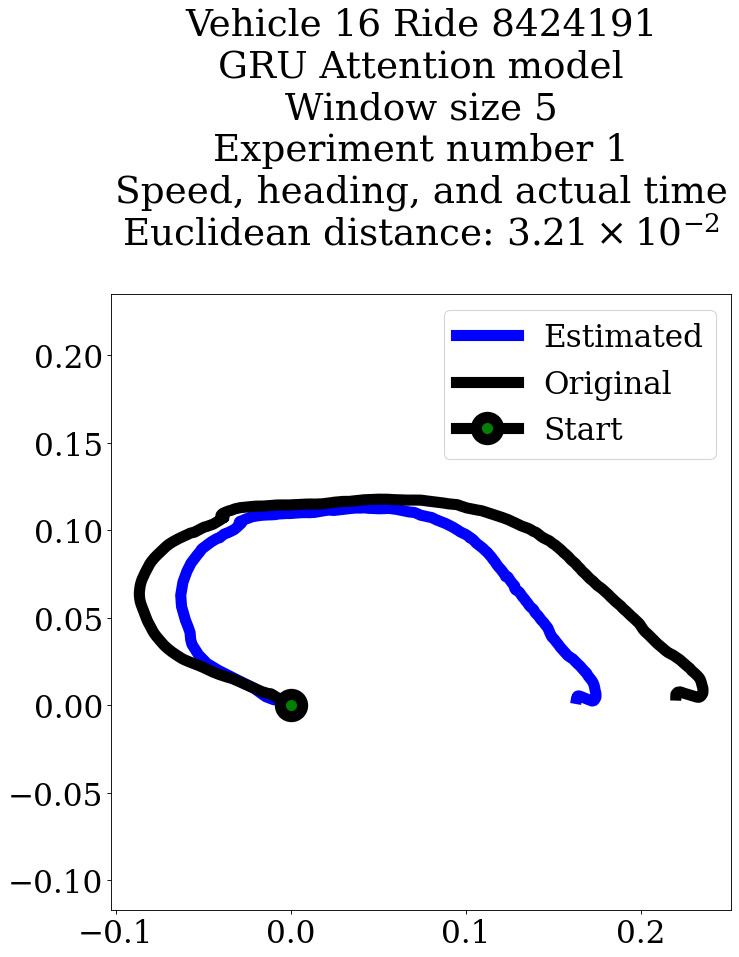 Vehicle 16 Ride 8424191
GRU Attention model
Window size 5
Experiment number 1
Speed, heading, and actual time
Euclidean distance: 3.21 × 10⁻²
Estimated
Original
Start
0.20
0.15
0.10
0.05
0.00
−0.05
−0.10
−0.1 0.0 0.1 0.2